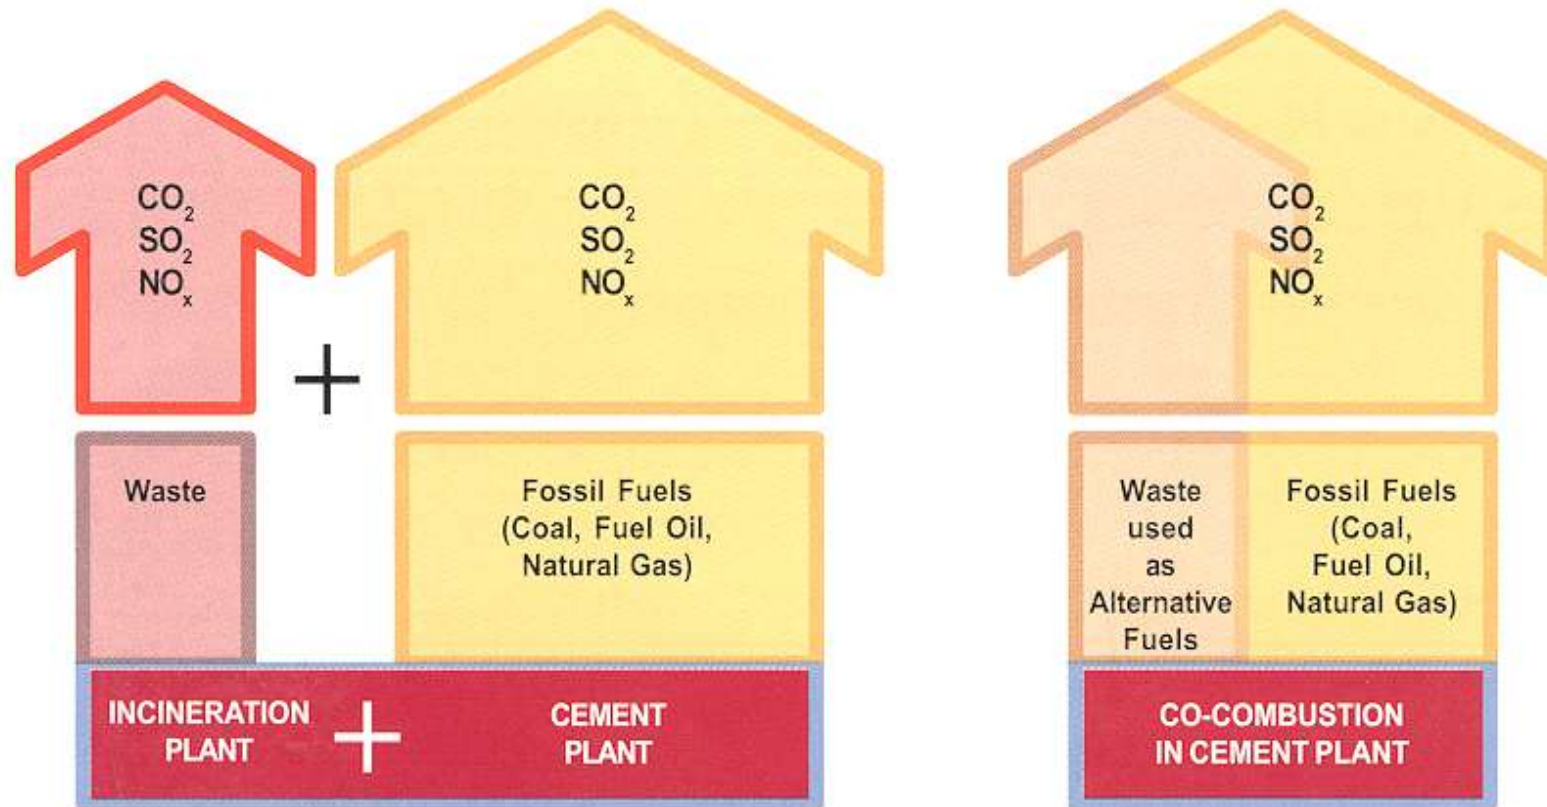 CO₂
SO₂
NOₓ
+
CO₂
SO₂
NOₓ
CO₂
SO₂
NOₓ
Waste
Fossil Fuels
(Coal, Fuel Oil,
Natural Gas)
Waste
used
as
Alternative
Fuels
Fossil Fuels
(Coal,
Fuel Oil,
Natural Gas)
INCINERATION
PLANT
+
CEMENT
PLANT
CO-COMBUSTION
IN CEMENT PLANT